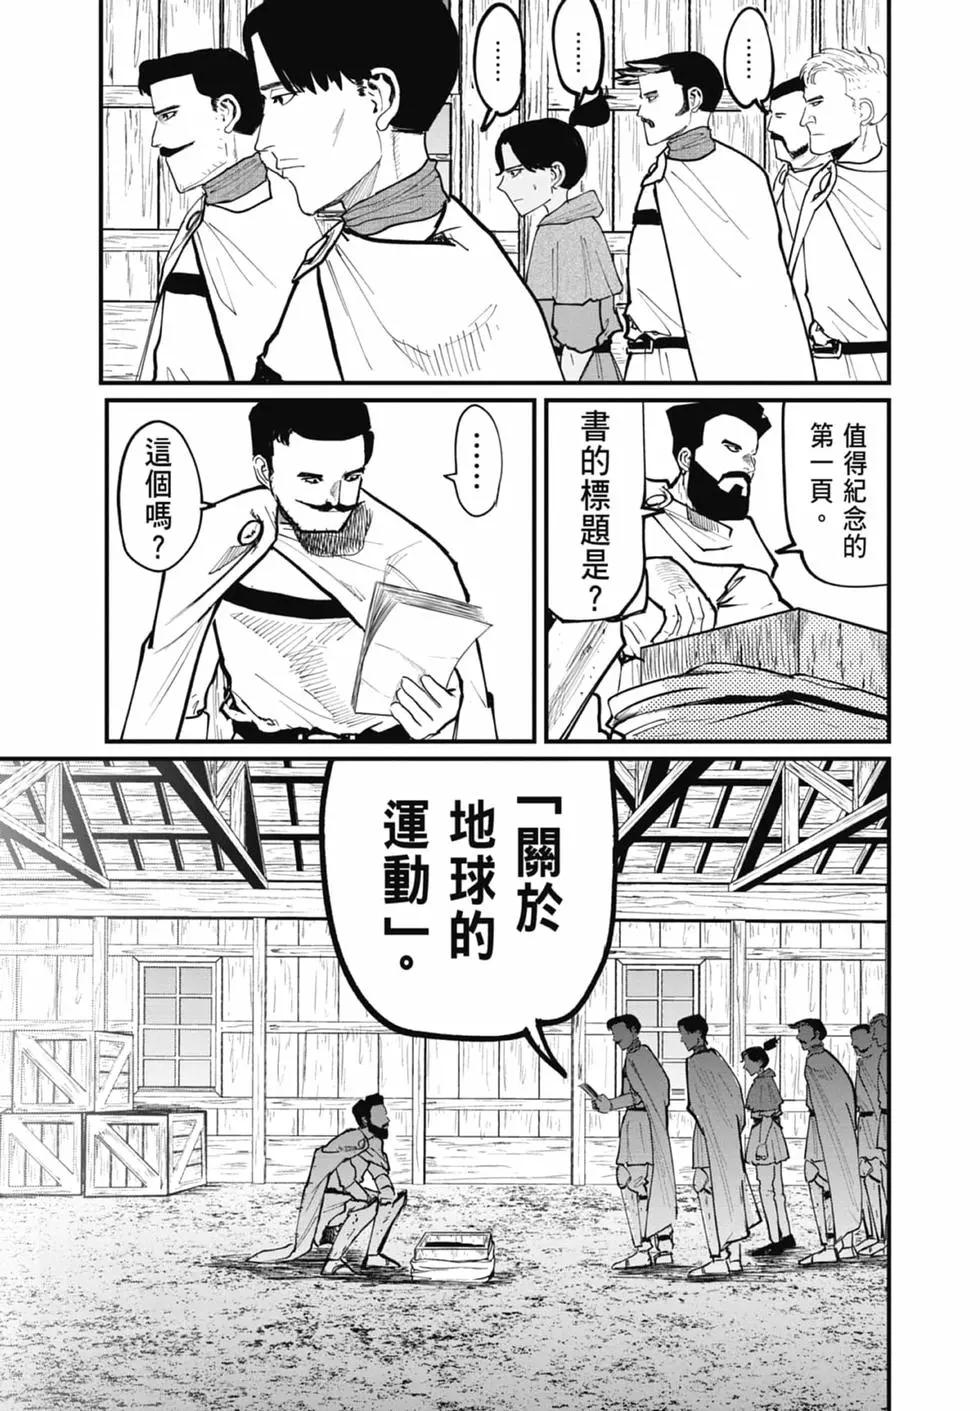 ……
……
……
值得紀念的
第一頁。
書的標題是？
……
這個嗎？
「關於
地球的
運動」。